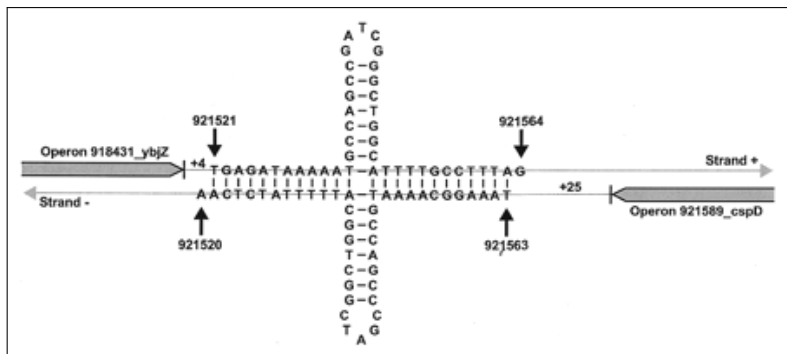 T
A C
G G
C–G
C–G
G–C
A–T
C–G
C–G
G–C
921521
921564
Operon 918431_ybjZ
+4
TGAGATAAAAAT–ATTTTGCCTTTAG
Strand +
AACTCTATTTTTA–TAAAACGGAAAT
Strand -
+25
Operon 921589_cspD
921520
921563
C–G
G–C
G–C
T–A
C–G
G–C
G–C
C C
T G
A